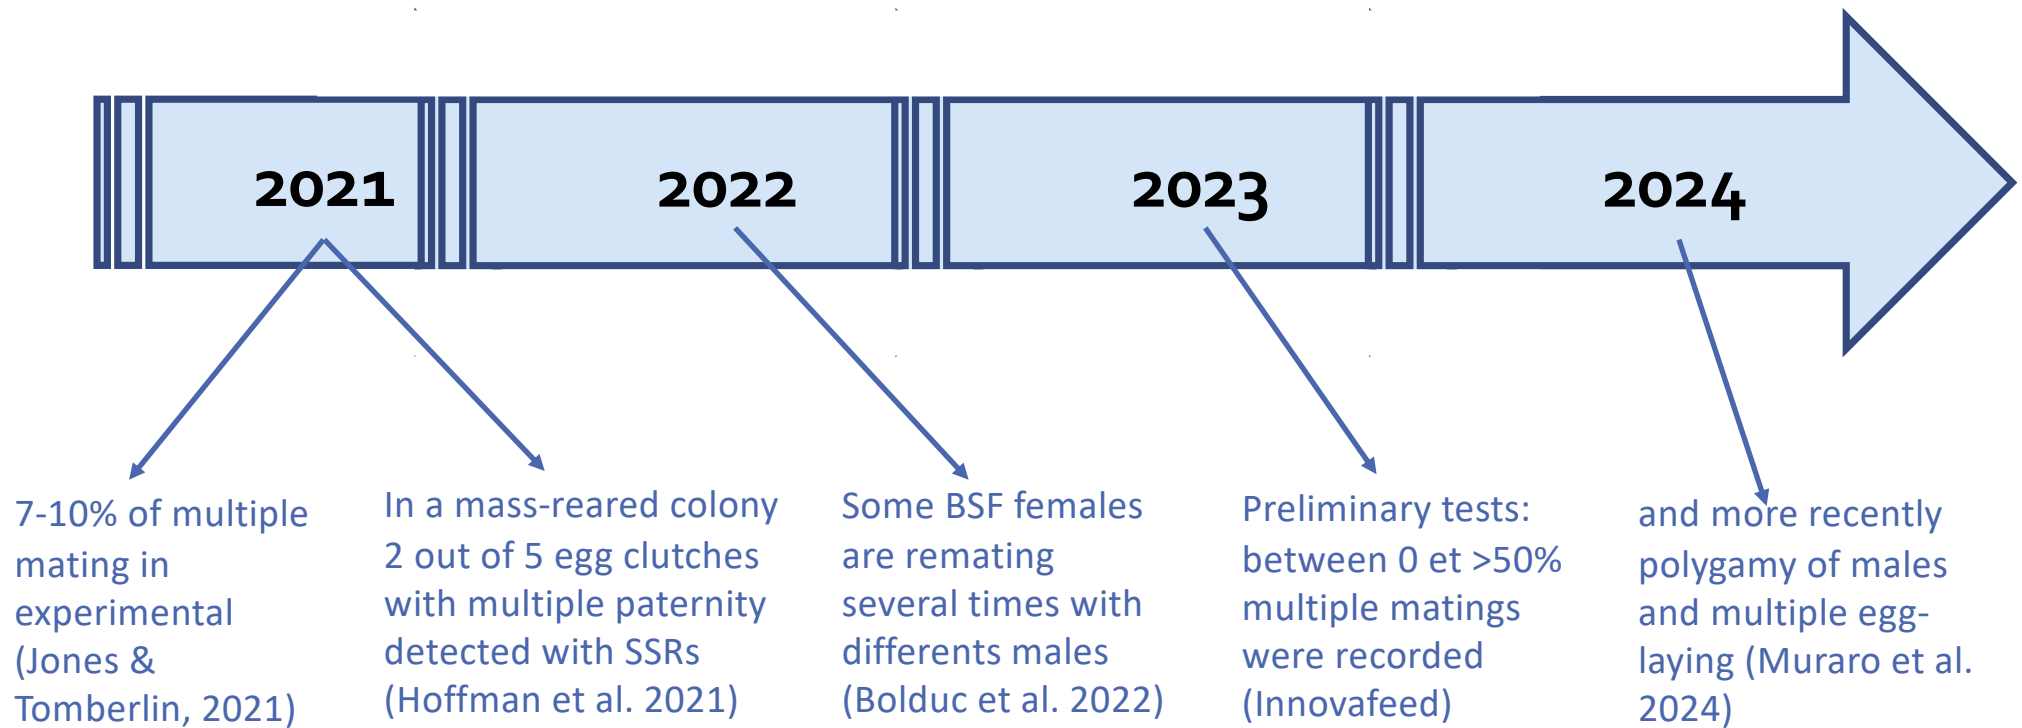 2021
2022
2023
2024
7-10% of multiple
mating in
experimental
(Jones &
Tomberlin, 2021)
In a mass-reared colony
2 out of 5 egg clutches
with multiple paternity
detected with SSRs
(Hoffman et al. 2021)
Some BSF females
are remating
several times with
differents males
(Bolduc et al. 2022)
Preliminary tests:
between 0 et >50%
multiple matings
were recorded
(Innovafeed)
and more recently
polygamy of males
and multiple egg-
laying (Muraro et al.
2024)